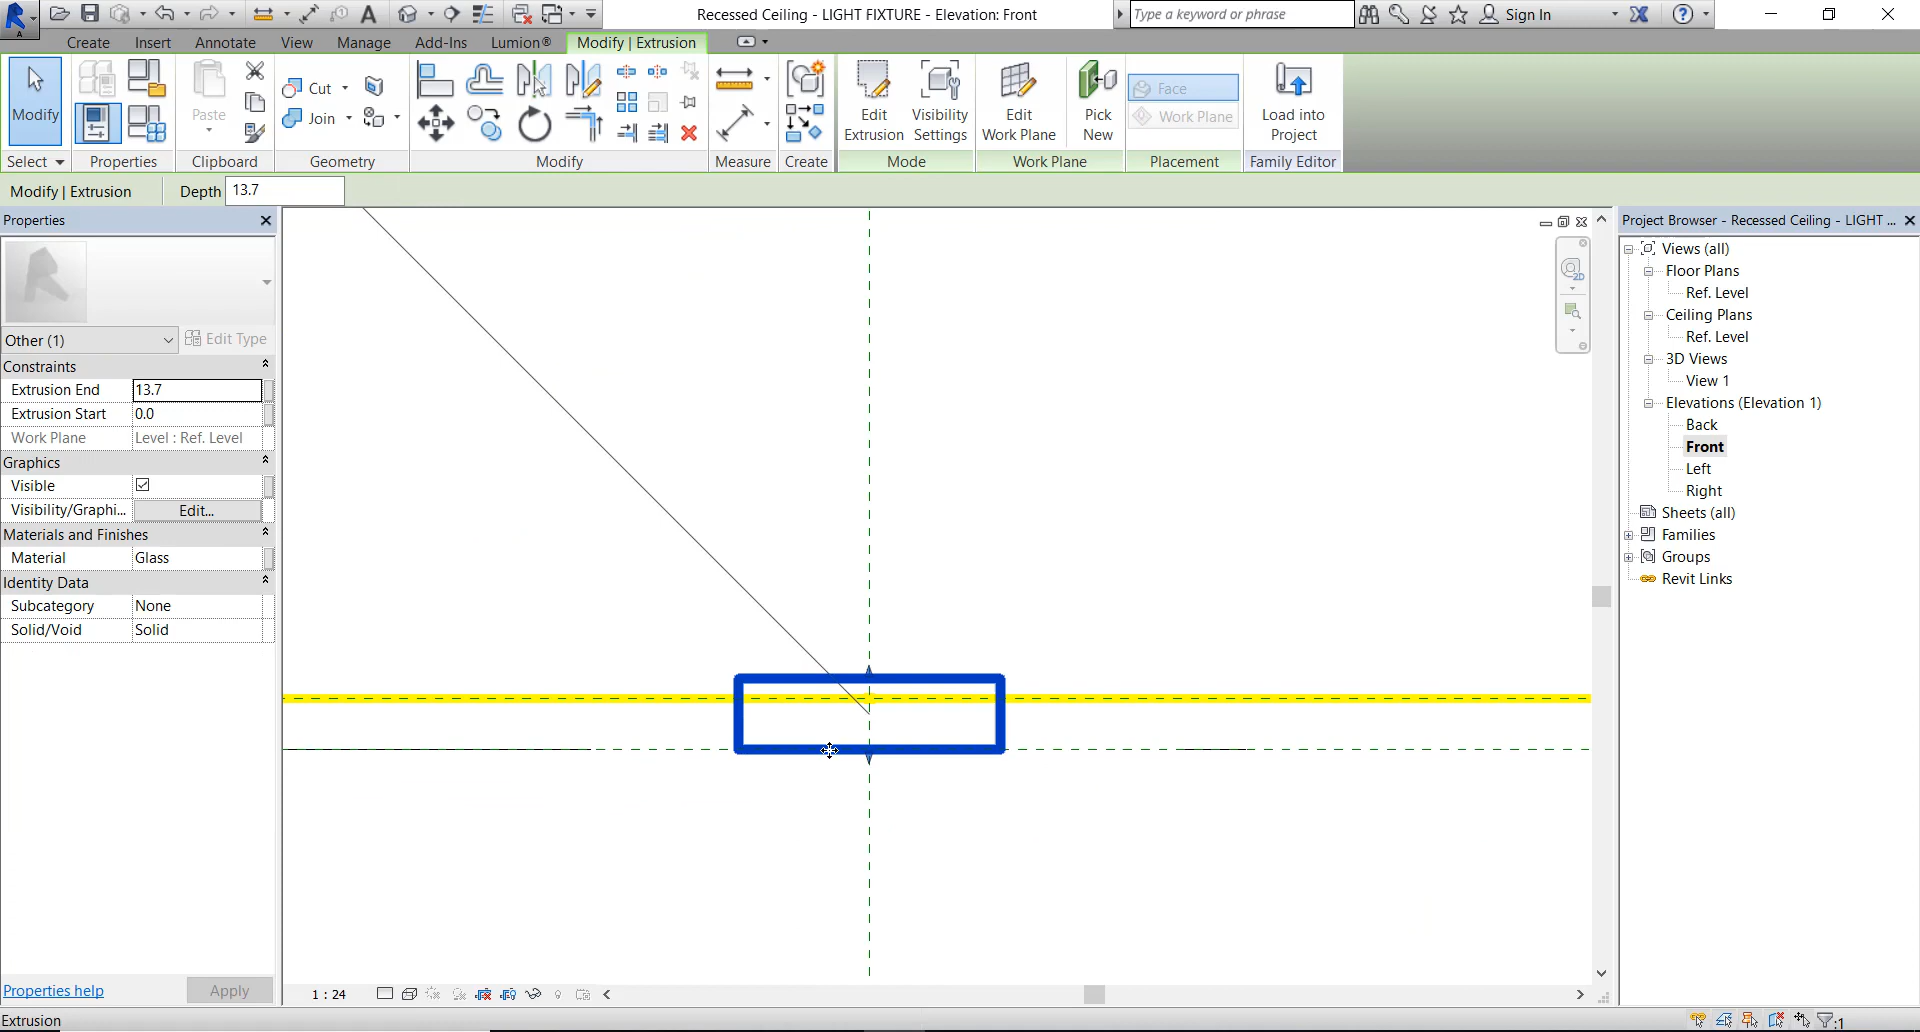 Recessed Ceiling - LIGHT FIXTURE - Elevation: Front
Type a keyword or phrase
Sign In
Create
Insert
Annotate
View
Manage
Add-Ins
Lumion®
Modify | Extrusion
Modify
Paste
Cut
Join
Edit Extrusion
Visibility Settings
Edit Work Plane
Pick New
Face
Work Plane
Load into Project
Select
Properties
Clipboard
Geometry
Modify
Measure
Create
Mode
Work Plane
Placement
Family Editor
Modify | Extrusion
Depth 13.7
Properties
Other (1)
Edit Type
Constraints
Extrusion End 13.7
Extrusion Start 0.0
Work Plane Level : Ref. Level
Graphics
Visible
Visibility/Graphi... Edit...
Materials and Finishes
Material Glass
Identity Data
Subcategory None
Solid/Void Solid
Properties help
Apply
2D
1 : 24
Project Browser - Recessed Ceiling - LIGHT ...
Views (all)
Floor Plans
Ref. Level
Ceiling Plans
Ref. Level
3D Views
View 1
Elevations (Elevation 1)
Back
Front
Left
Right
Sheets (all)
Families
Groups
Revit Links
Extrusion
:1